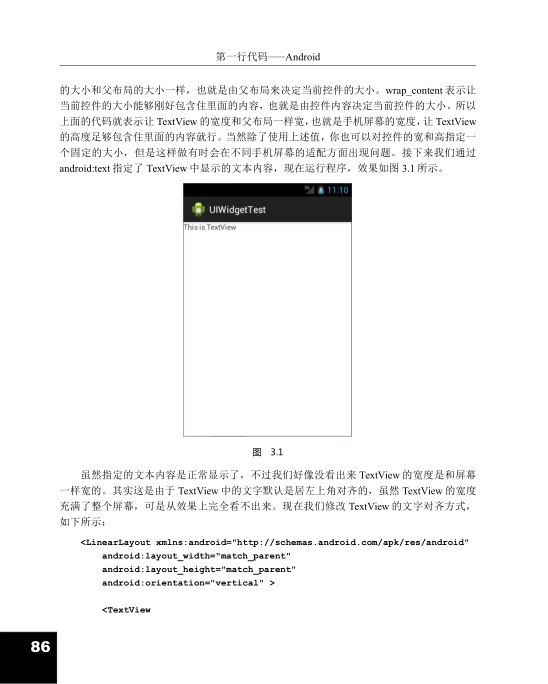 第一行代码——Android
的大小和父布局的大小一样，也就是由父布局来决定当前控件的大小。wrap_content 表示让
当前控件的大小能够刚好包含住里面的内容，也就是由控件内容决定当前控件的大小。所以
上面的代码就表示让 TextView 的宽度和父布局一样宽，也就是手机屏幕的宽度，让 TextView
的高度足够包含住里面的内容就行。当然除了使用上述值，你也可以对控件的宽和高指定一
个固定的大小，但是这样做有时会在不同手机屏幕的适配方面出现问题。接下来我们通过
android:text 指定了 TextView 中显示的文本内容，现在运行程序，效果如图 3.1 所示。
11:10
UIWidgetTest
This is TextView
图 3.1
虽然指定的文本内容是正常显示了，不过我们好像没看出来 TextView 的宽度是和屏幕
一样宽的。其实这是由于 TextView 中的文字默认是居左上角对齐的，虽然 TextView 的宽度
充满了整个屏幕，可是从效果上完全看不出来。现在我们修改 TextView 的文字对齐方式，
如下所示：
<LinearLayout xmlns:android="http://schemas.android.com/apk/res/android"
android:layout_width="match_parent"
android:layout_height="match_parent"
android:orientation="vertical" >
<TextView
86